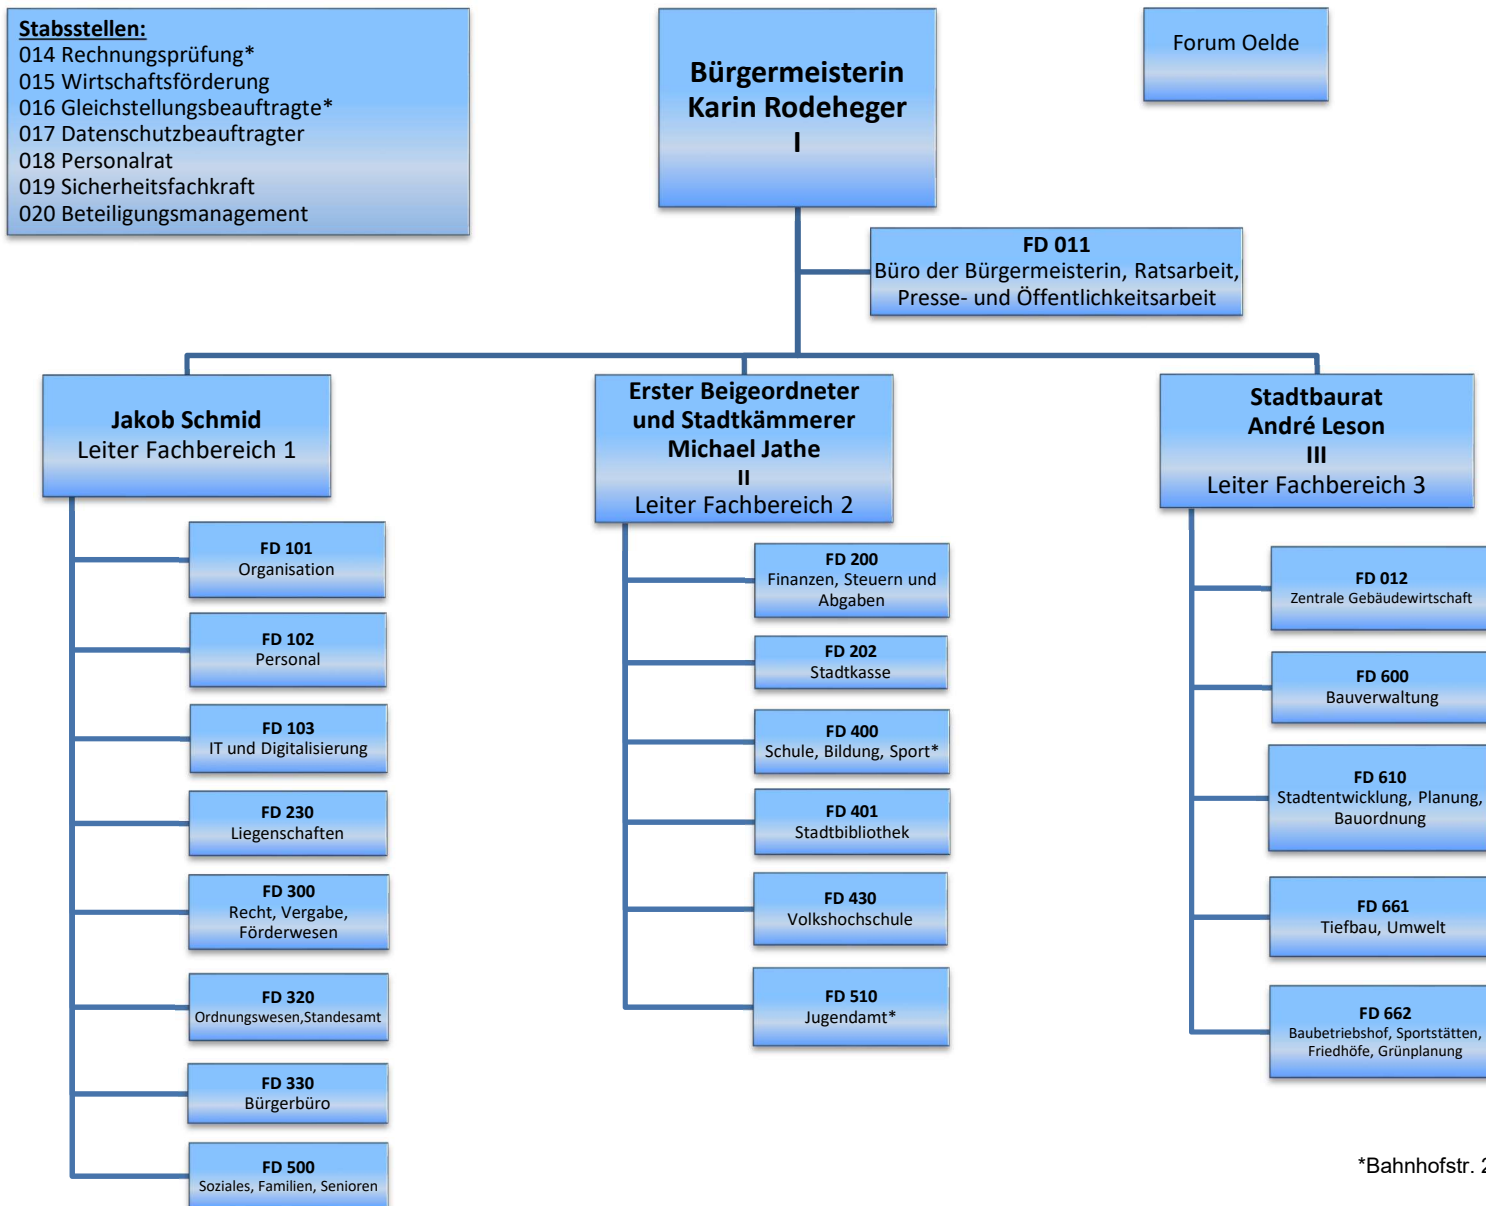 Stabsstellen:
014 Rechnungsprüfung*
015 Wirtschaftsförderung
016 Gleichstellungsbeauftragte*
017 Datenschutzbeauftragter
018 Personalrat
019 Sicherheitsfachkraft
020 Beteiligungsmanagement
Bürgermeisterin
Karin Rodeheger
I
Forum Oelde
FD 011
Büro der Bürgermeisterin, Ratsarbeit,
Presse- und Öffentlichkeitsarbeit
Jakob Schmid
Leiter Fachbereich 1
FD 101
Organisation
FD 102
Personal
FD 103
IT und Digitalisierung
FD 230
Liegenschaften
FD 300
Recht, Vergabe,
Förderwesen
FD 320
Ordnungswesen,Standesamt
FD 330
Bürgerbüro
FD 500
Soziales, Familien, Senioren
Erster Beigeordneter
und Stadtkämmerer
Michael Jathe
II
Leiter Fachbereich 2
FD 200
Finanzen, Steuern und
Abgaben
FD 202
Stadtkasse
FD 400
Schule, Bildung, Sport*
FD 401
Stadtbibliothek
FD 430
Volkshochschule
FD 510
Jugendamt*
Stadtbaurat
André Leson
III
Leiter Fachbereich 3
FD 012
Zentrale Gebäudewirtschaft
FD 600
Bauverwaltung
FD 610
Stadtentwicklung, Planung,
Bauordnung
FD 661
Tiefbau, Umwelt
FD 662
Baubetriebshof, Sportstätten,
Friedhöfe, Grünplanung
*Bahnhofstr.